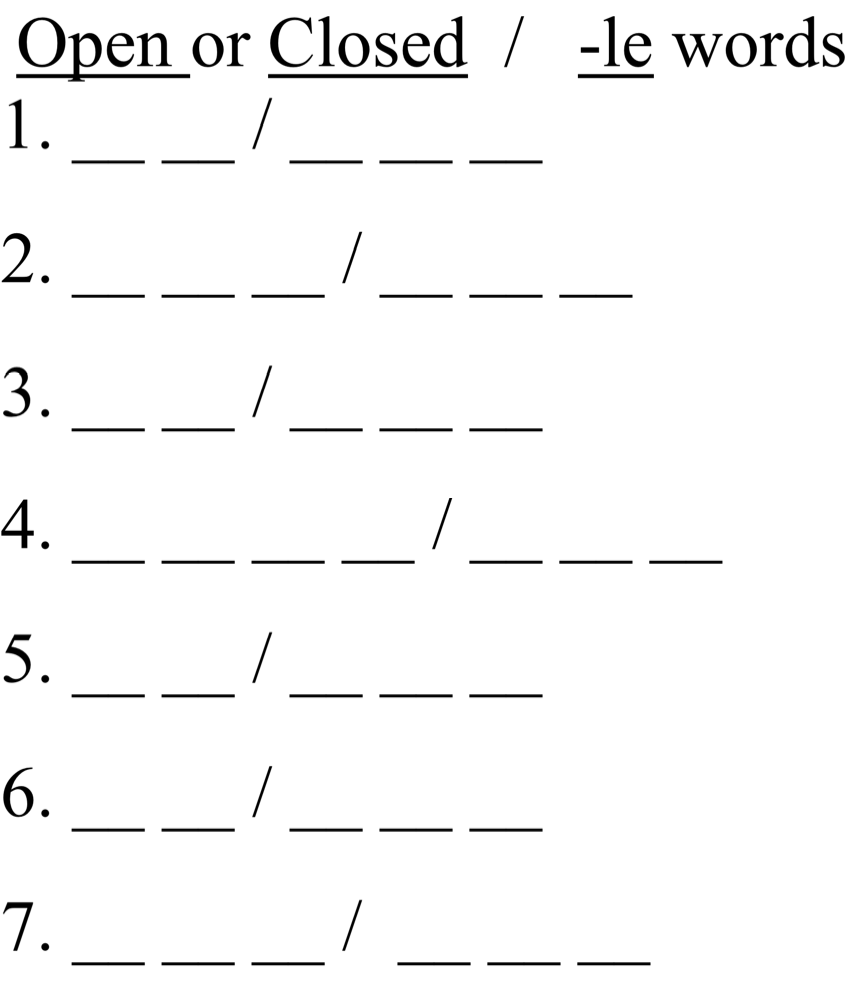 Open or Closed / -le words
1. __ __ / __ __ __
2. __ __ __ / __ __ __
3. __ __ / __ __ __
4. __ __ __ __ / __ __ __
5. __ __ / __ __ __
6. __ __ / __ __ __
7. __ __ __ / __ __ __